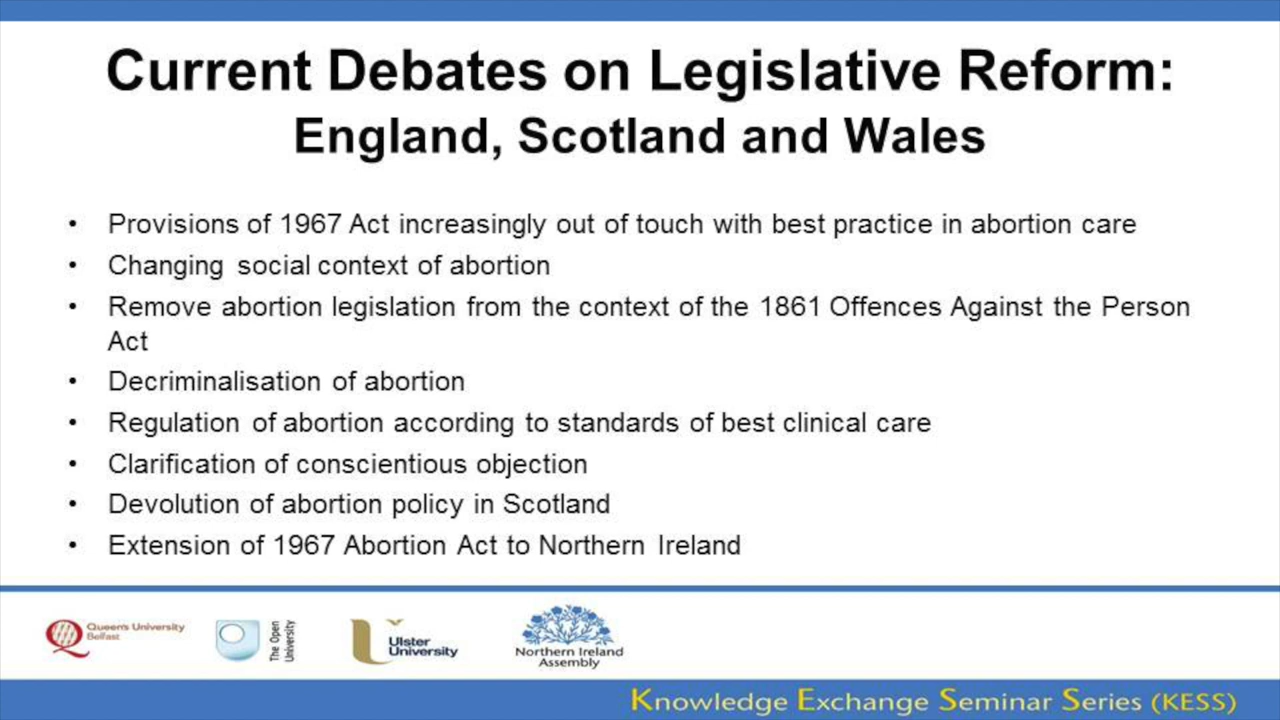 Current Debates on Legislative Reform:
England, Scotland and Wales
• Provisions of 1967 Act increasingly out of touch with best practice in abortion care
• Changing social context of abortion
• Remove abortion legislation from the context of the 1861 Offences Against the Person
Act
• Decriminalisation of abortion
• Regulation of abortion according to standards of best clinical care
• Clarification of conscientious objection
• Devolution of abortion policy in Scotland
• Extension of 1967 Abortion Act to Northern Ireland
Queen's University
Belfast
The Open
University
Ulster
University
Northern Ireland
Assembly
Knowledge Exchange Seminar Series (KESS)